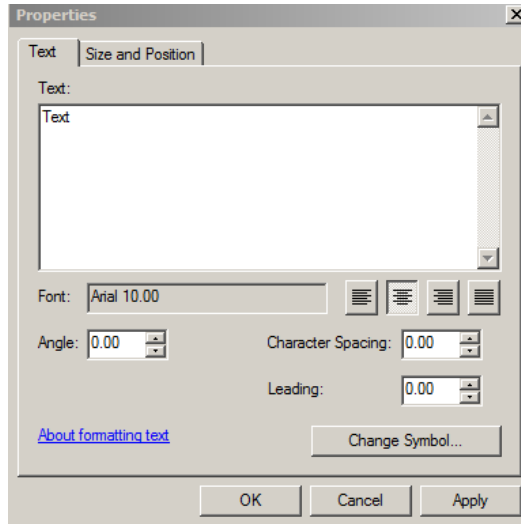 Properties
Text Size and Position
Text:
Text
Font: Arial 10.00
Angle: 0.00 Character Spacing: 0.00
Leading: 0.00
About formatting text Change Symbol...
OK Cancel Apply